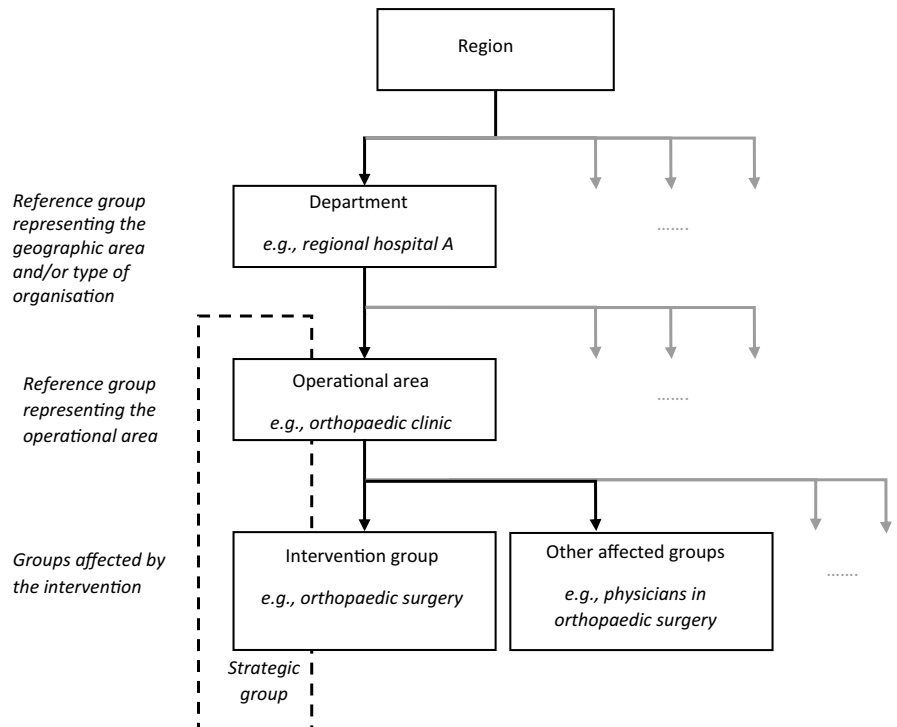 Region
Reference group
representing the
geographic area
and/or type of
organisation
Department
e.g., regional hospital A
.......
Reference group
representing the
operational area
Operational area
e.g., orthopaedic clinic
.......
Groups affected by
the intervention
Intervention group
e.g., orthopaedic surgery
Other affected groups
e.g., physicians in
orthopaedic surgery
.......
Strategic
group